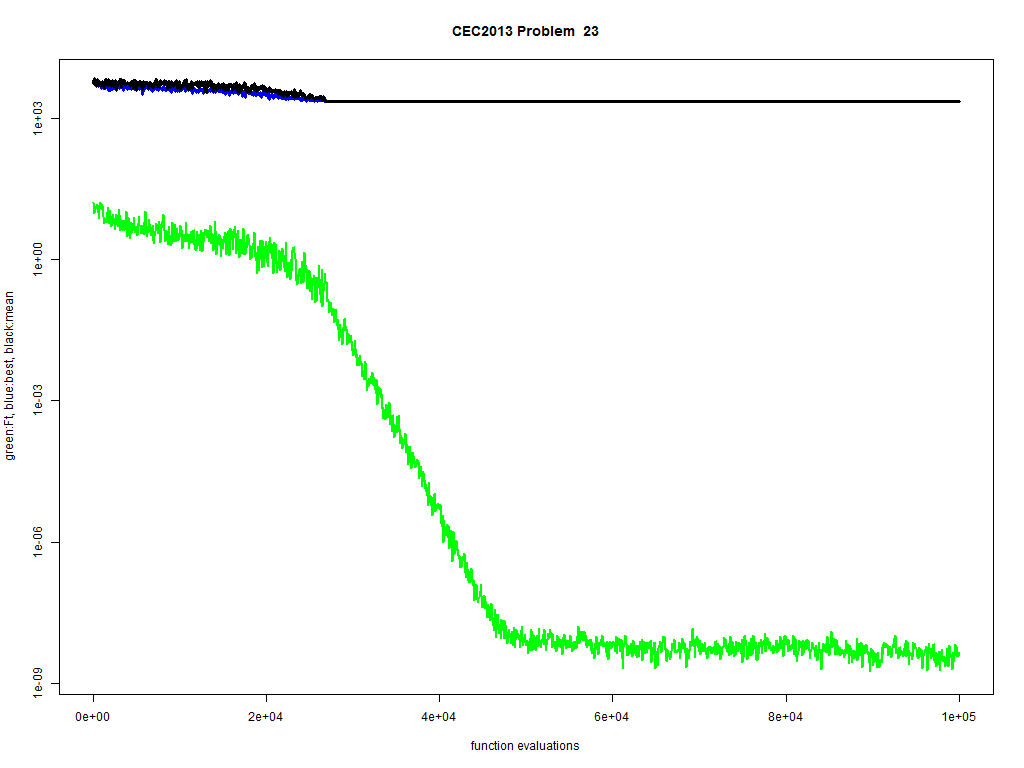 CEC2013 Problem  23
green:Ft, blue:best, black:mean
1e+03
1e+00
1e-03
1e-06
1e-09
0e+00 2e+04 4e+04 6e+04 8e+04 1e+05
function evaluations